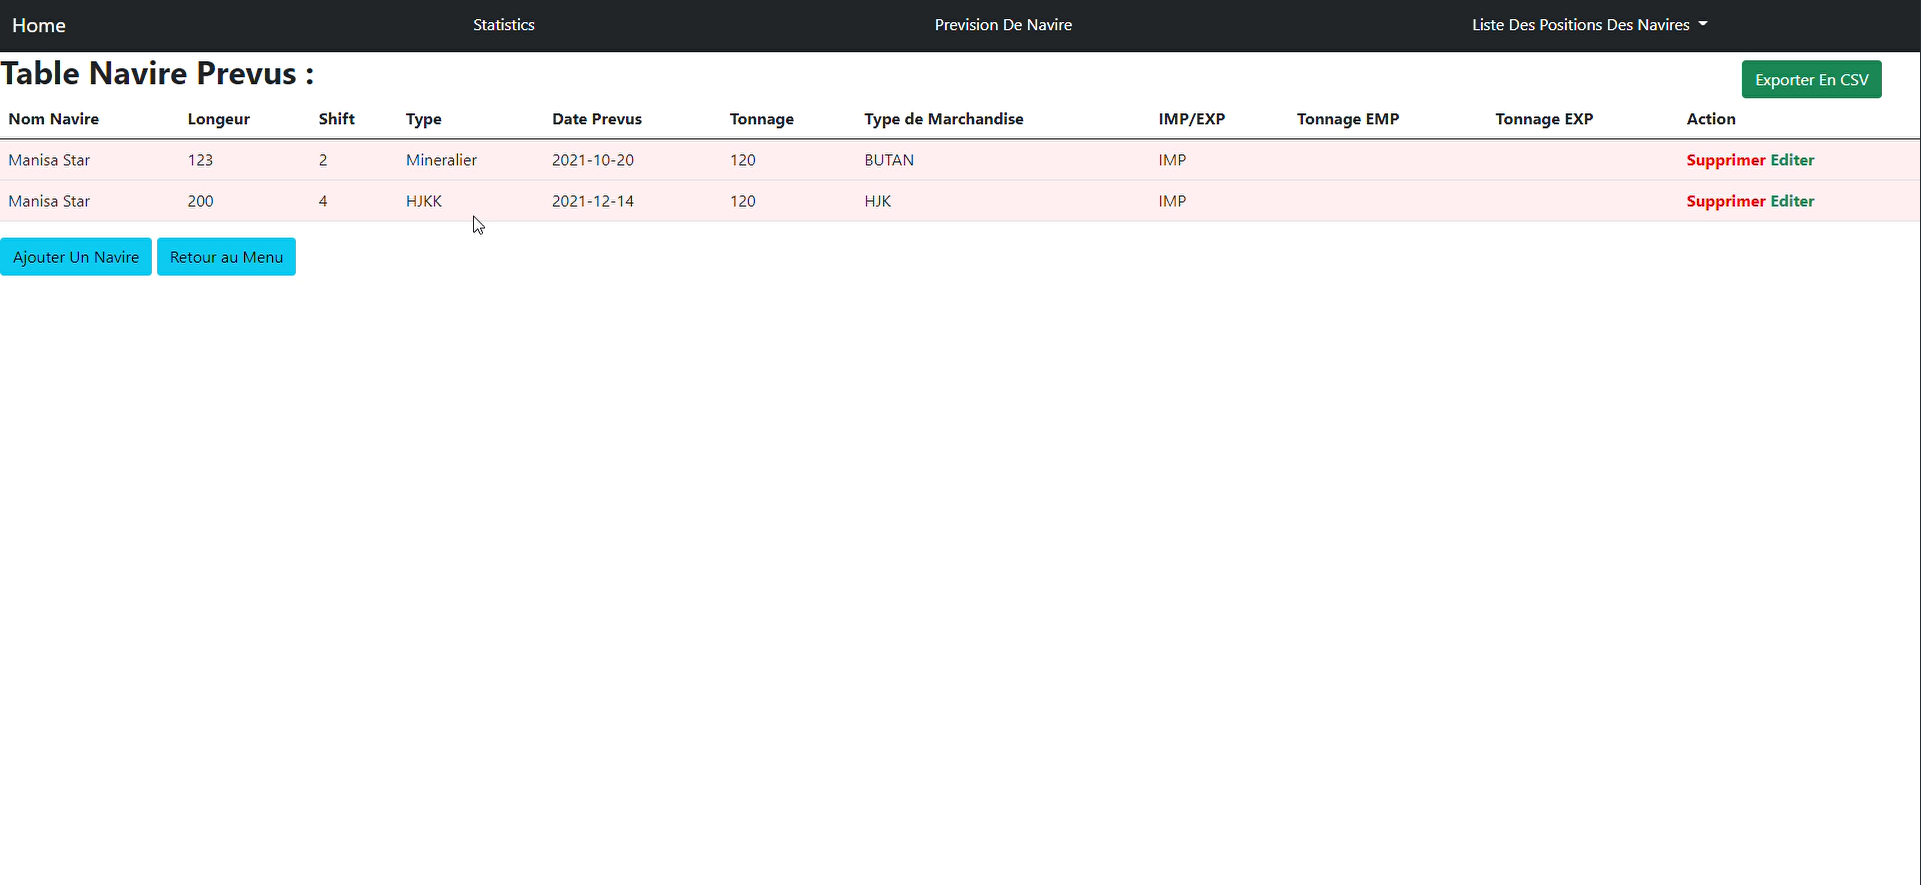 Home Statistics Prevision De Navire Liste Des Positions Des Navires
Table Navire Prevus :
Exporter En CSV
Nom Navire Longeur Shift Type Date Prevus Tonnage Type de Marchandise IMP/EXP Tonnage EMP Tonnage EXP Action
Manisa Star 123 2 Mineralier 2021-10-20 120 BUTAN IMP Supprimer Editer
Manisa Star 200 4 HJKK 2021-12-14 120 HJK IMP Supprimer Editer
Ajouter Un Navire Retour au Menu